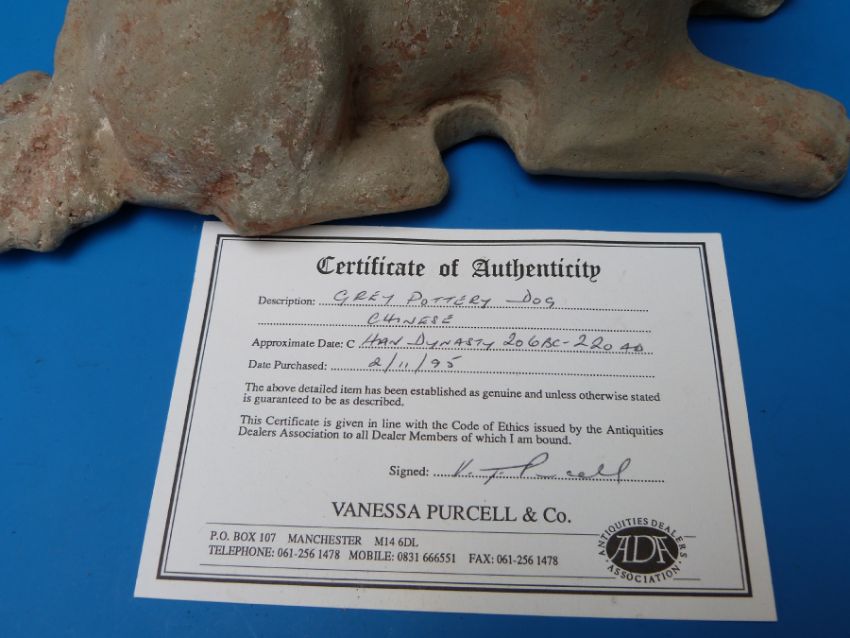 Certificate of Authenticity
Description: GREY POTTERY DOG
CHINESE
Approximate Date: C HAN DYNASTY 206BC-220 AD
Date Purchased: 2/11/95
The above detailed item has been established as genuine and unless otherwise stated
is guaranteed to be as described.
This Certificate is given in line with the Code of Ethics issued by the Antiquities
Dealers Association to all Dealer Members of which I am bound.
Signed: V. J. Purcell
VANESSA PURCELL & Co.
P.O. BOX 107 MANCHESTER M14 6DL
TELEPHONE: 061-256 1478 MOBILE: 0831 666551 FAX: 061-256 1478
ANTIQUITIES DEALERS
ADA
ASSOCIATION